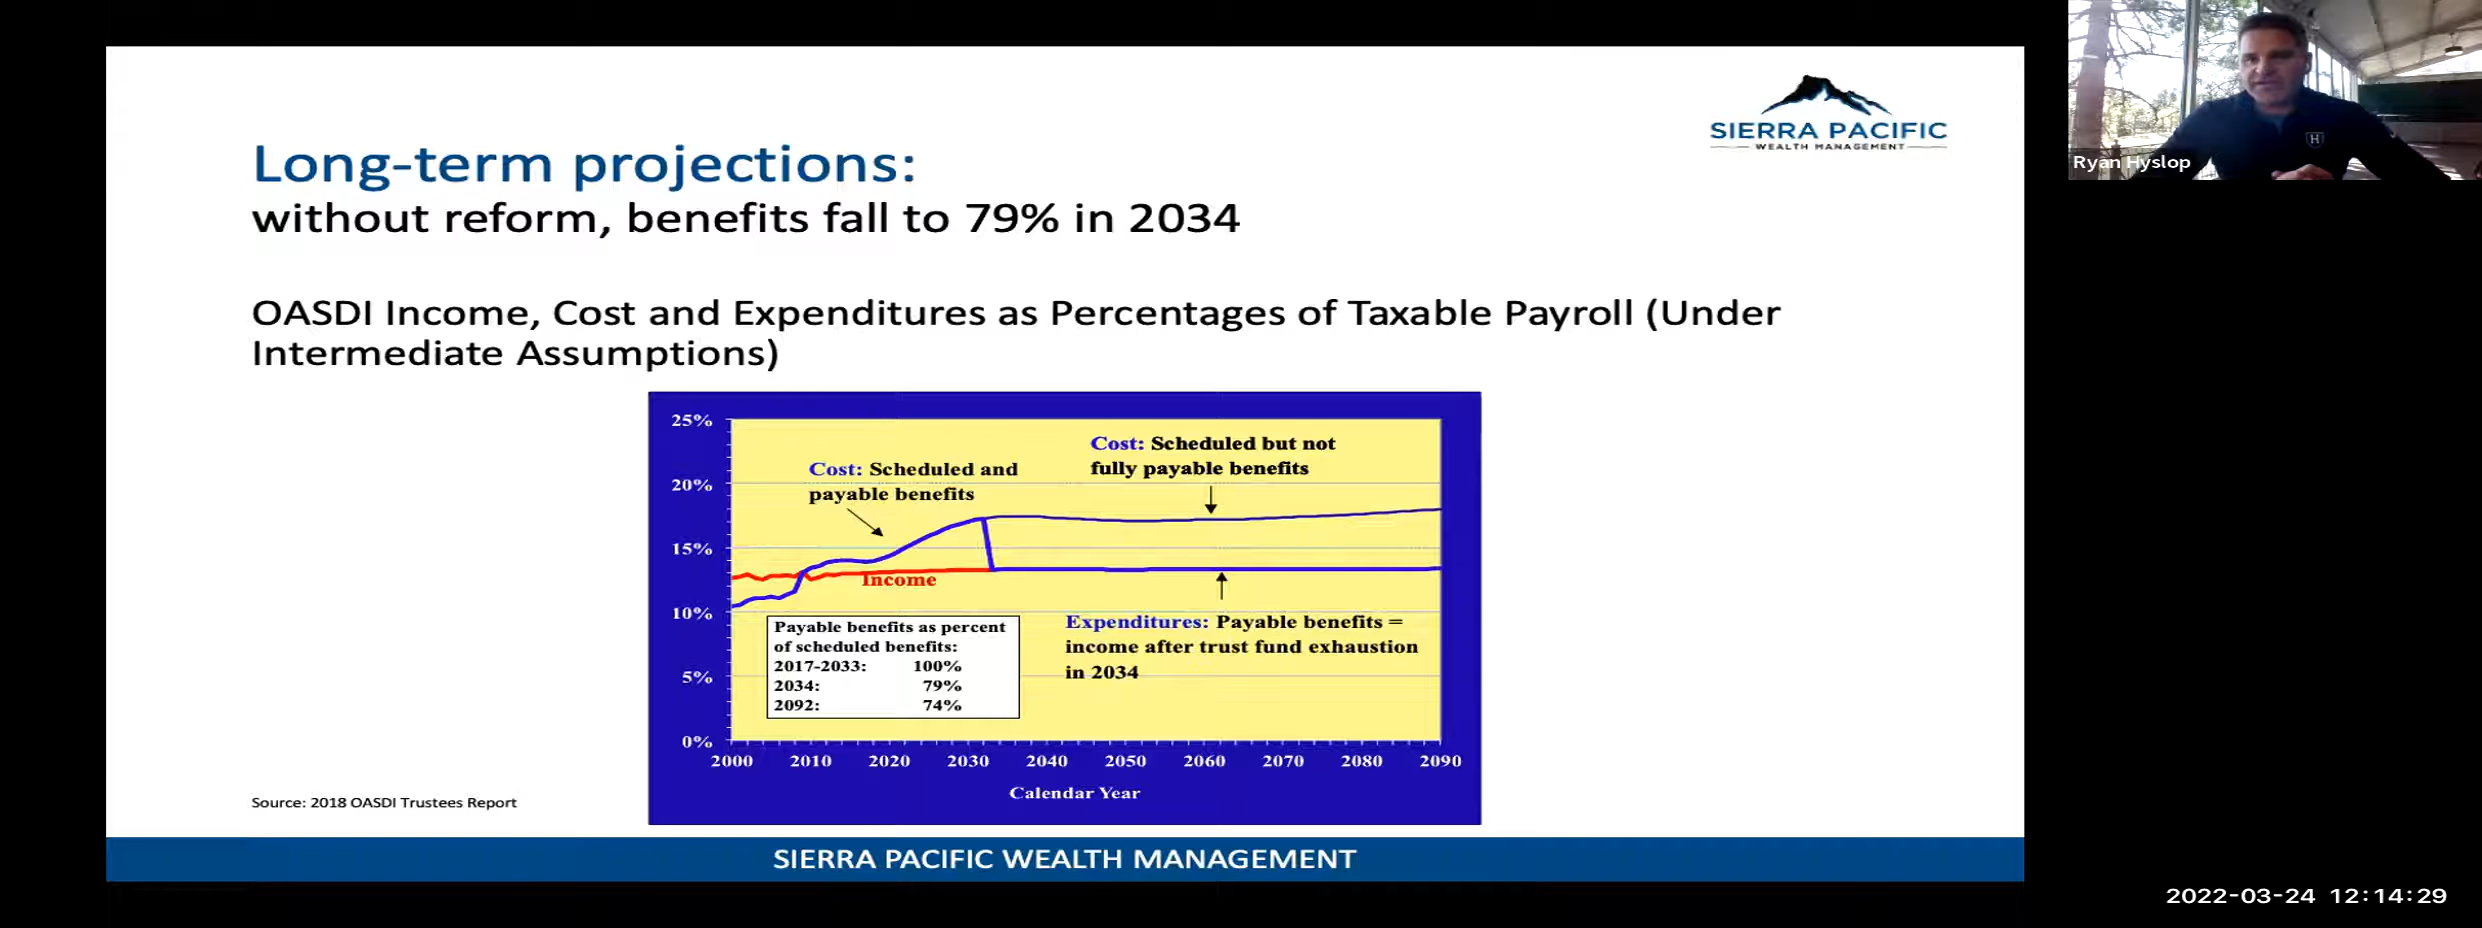 SIERRA PACIFIC
WEALTH MANAGEMENT
Ryan Hyslop
Long-term projections:
without reform, benefits fall to 79% in 2034
OASDI Income, Cost and Expenditures as Percentages of Taxable Payroll (Under
Intermediate Assumptions)
25%
20%
15%
10%
5%
0%
Cost: Scheduled and
payable benefits
Cost: Scheduled but not
fully payable benefits
Income
Payable benefits as percent
of scheduled benefits:
2017-2033: 100%
2034: 79%
2092: 74%
Expenditures: Payable benefits =
income after trust fund exhaustion
in 2034
2000 2010 2020 2030 2040 2050 2060 2070 2080 2090
Calendar Year
Source: 2018 OASDI Trustees Report
SIERRA PACIFIC WEALTH MANAGEMENT
2022-03-24 12:14:29
H